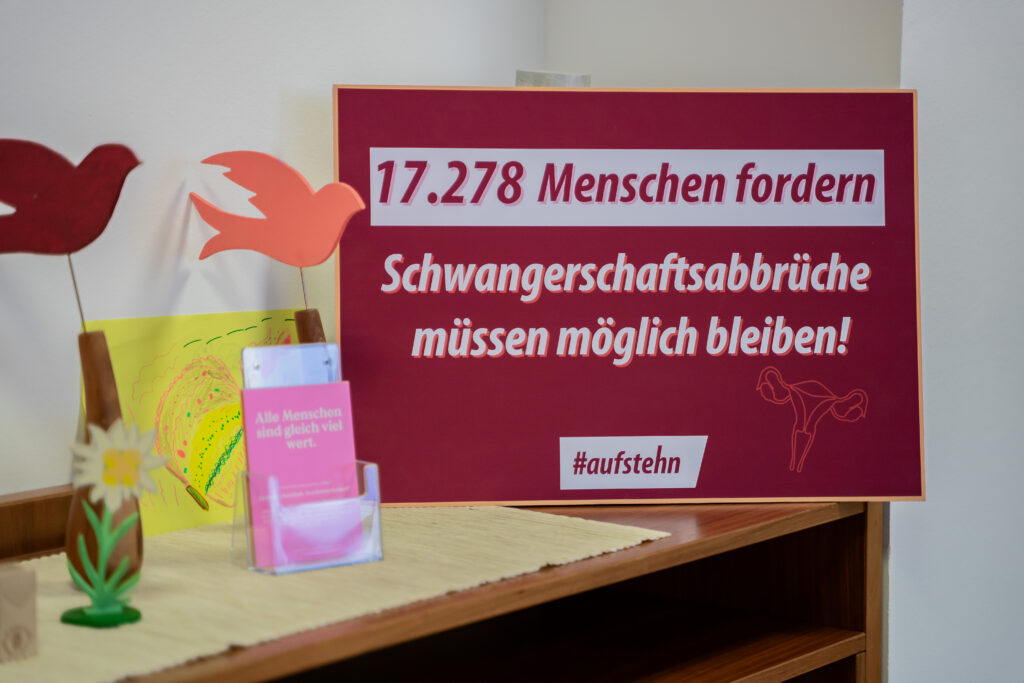 17.278 Menschen fordern
Schwangerschaftsabbrüche
müssen möglich bleiben!
#aufstehn
Alle Menschen
sind gleich viel
wert.